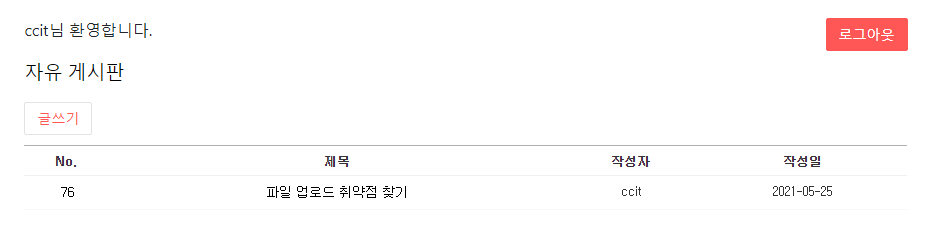 ccit님 환영합니다.
로그아웃
자유 게시판
글쓰기
No. 제목 작성자 작성일
76 파일 업로드 취약점 찾기 ccit 2021-05-25